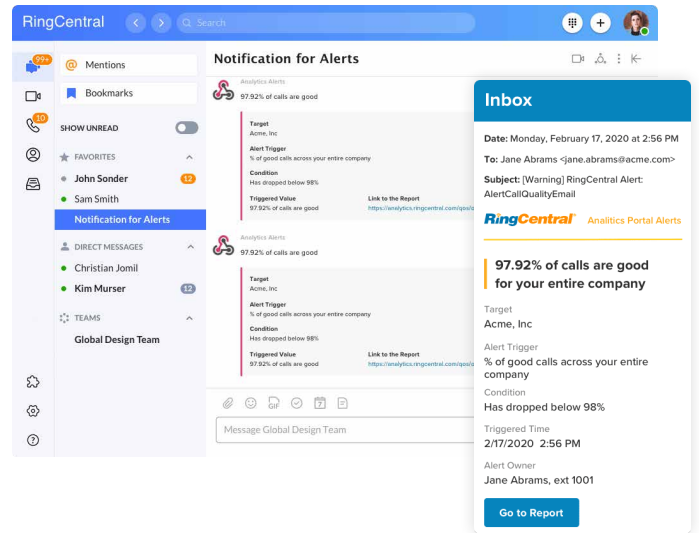 RingCentral
Search
99+
Mentions
Bookmarks
10
SHOW UNREAD
FAVORITES
John Sonder
12
Sam Smith
Notification for Alerts
DIRECT MESSAGES
Christian Jomil
Kim Murser
12
TEAMS
Global Design Team
Notification for Alerts
Analytics Alerts
97.92% of calls are good
Target
Acme, Inc
Alert Trigger
% of good calls across your entire company
Condition
Has dropped below 98%
Triggered Value Link to the Report
97.92% of calls are good https://analytics.ringcentral.com/qos/
Analytics Alerts
97.92% of calls are good
Target
Acme, Inc
Alert Trigger
% of good calls across your entire company
Condition
Has dropped below 98%
Triggered Value Link to the Report
97.92% of calls are good https://analytics.ringcentral.com/qos/
GIF
7
Message Global Design Team
Inbox
Date: Monday, February 17, 2020 at 2:56 PM
To: Jane Abrams <jane.abrams@acme.com>
Subject: [Warning] RingCentral Alert:
AlertCallQualityEmail
RingCentral Analitics Portal Alerts
97.92% of calls are good
for your entire company
Target
Acme, Inc
Alert Trigger
% of good calls across your entire
company
Condition
Has dropped below 98%
Triggered Time
2/17/2020 2:56 PM
Alert Owner
Jane Abrams, ext 1001
Go to Report